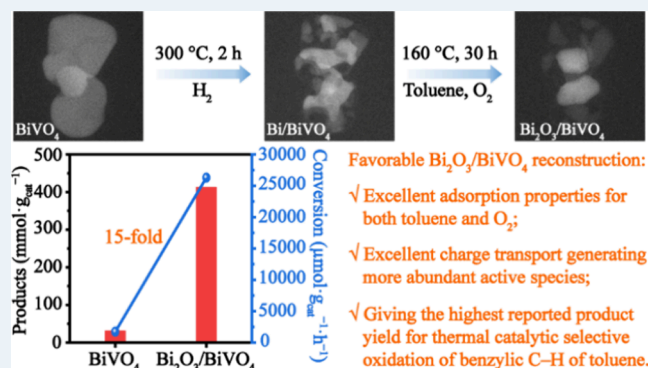 300 °C, 2 h
H₂
160 °C, 30 h
Toluene, O₂
BiVO₄
Bi/BiVO₄
Bi₂O₃/BiVO₄
Products (mmol·g_cat⁻¹)
500
400
300
200
100
0
15-fold
BiVO₄
Bi₂O₃/BiVO₄
30000
25000
20000
15000
10000
5000
0
Conversion (μmol·g_cat⁻¹·h⁻¹)
Favorable Bi₂O₃/BiVO₄ reconstruction:
√ Excellent adsorption properties for
both toluene and O₂;
√ Excellent charge transport generating
more abundant active species;
√ Giving the highest reported product
yield for thermal catalytic selective
oxidation of benzylic C–H of toluene.